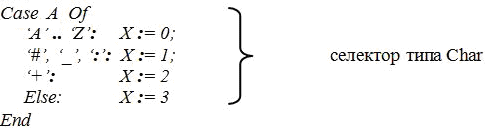 Case A Of
‘A’ .. ‘Z’: X := 0;
‘#’, ‘_’, ‘:’: X := 1;
‘+’: X := 2
Else: X := 3
End
селектор типа Char